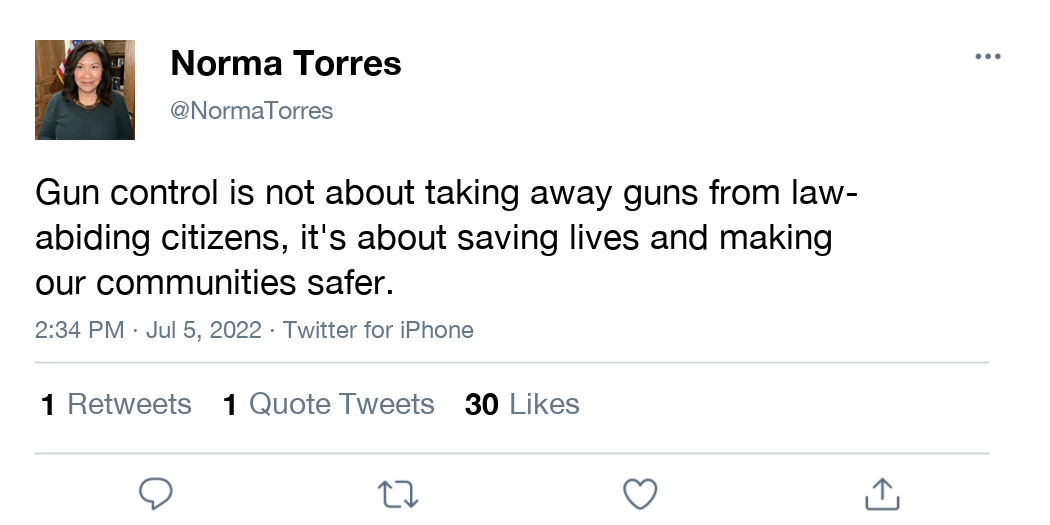 Norma Torres
@NormaTorres
Gun control is not about taking away guns from law-
abiding citizens, it's about saving lives and making
our communities safer.
2:34 PM · Jul 5, 2022 · Twitter for iPhone
1 Retweets 1 Quote Tweets 30 Likes